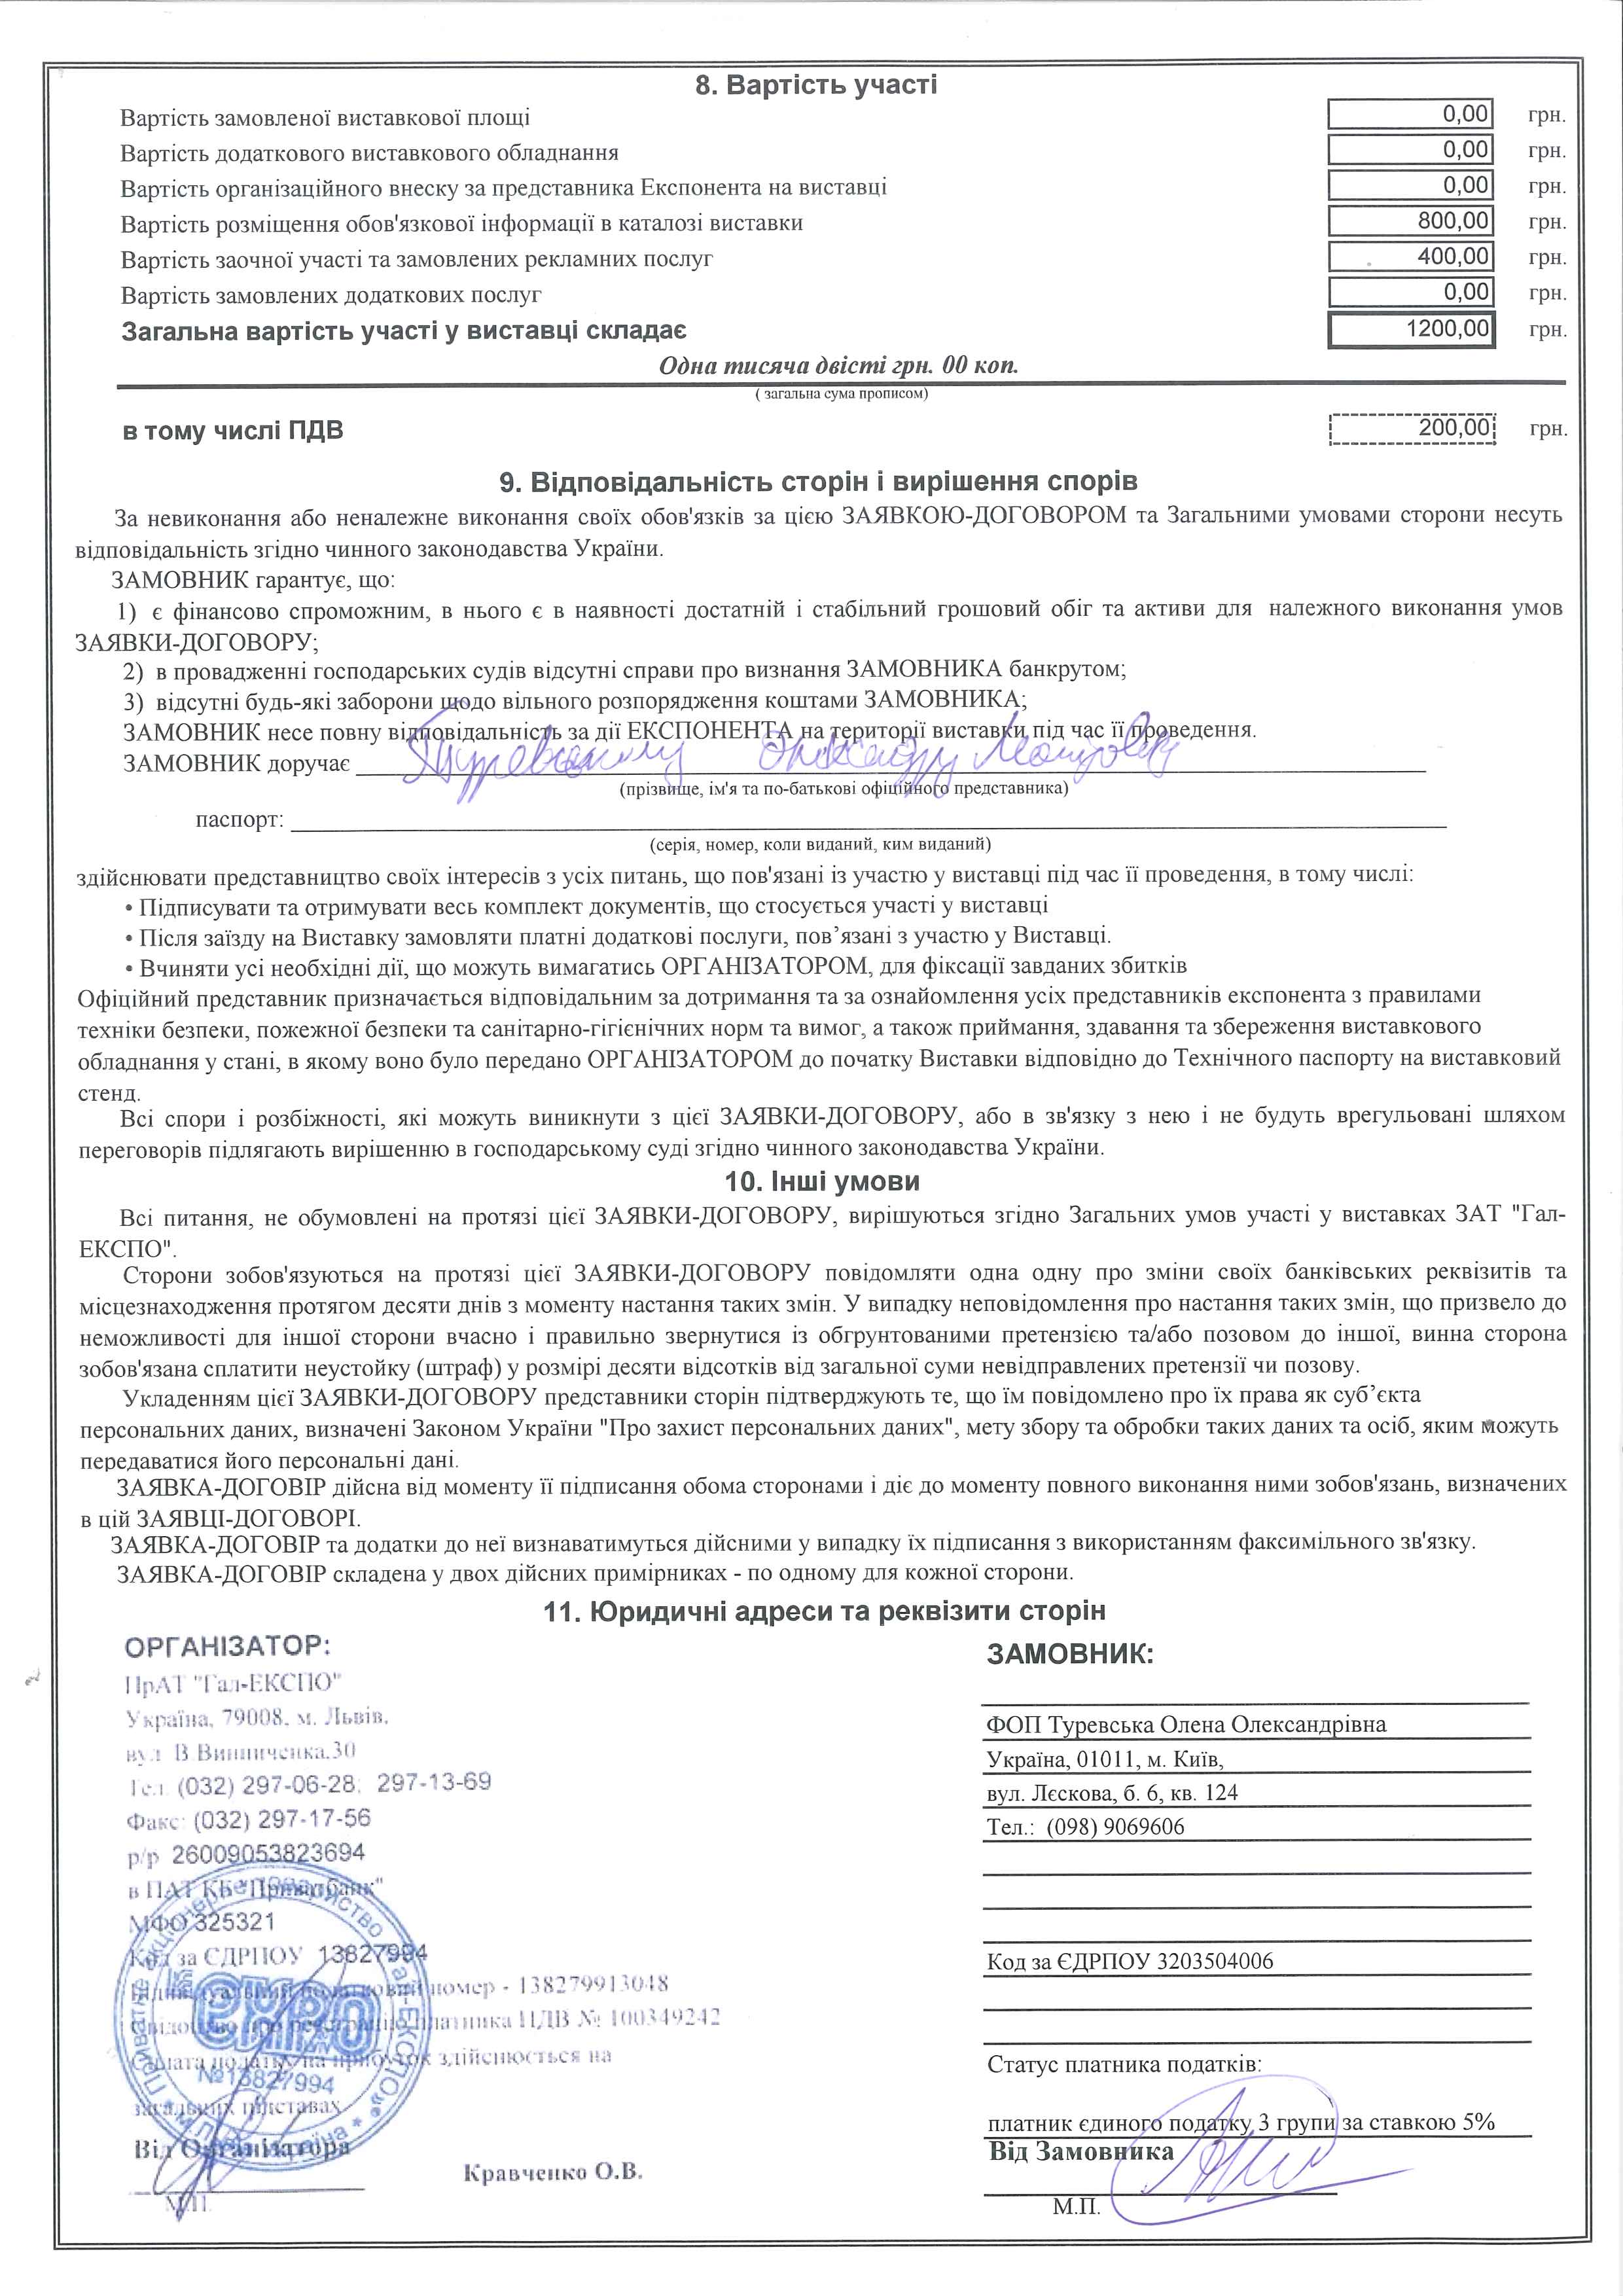 8. Вартість участі
Вартість замовленої виставкової площі 0,00 грн.
Вартість додаткового виставкового обладнання 0,00 грн.
Вартість організаційного внеску за представника Експонента на виставці 0,00 грн.
Вартість розміщення обов'язкової інформації в каталозі виставки 800,00 грн.
Вартість заочної участі та замовлених рекламних послуг 400,00 грн.
Вартість замовлених додаткових послуг 0,00 грн.
Загальна вартість участі у виставці складає 1200,00 грн.
Одна тисяча двісті грн. 00 коп.
( загальна сума прописом)
в тому числі ПДВ 200,00 грн.
9. Відповідальність сторін і вирішення спорів
За невиконання або неналежне виконання своїх обов'язків за цією ЗАЯВКОЮ-ДОГОВОРОМ та Загальними умовами сторони несуть
відповідальність згідно чинного законодавства України.
ЗАМОВНИК гарантує, що:
1) є фінансово спроможним, в нього є в наявності достатній і стабільний грошовий обіг та активи для належного виконання умов
ЗАЯВКИ-ДОГОВОРУ;
2) в провадженні господарських судів відсутні справи про визнання ЗАМОВНИКА банкрутом;
3) відсутні будь-які заборони щодо вільного розпорядження коштами ЗАМОВНИКА;
ЗАМОВНИК несе повну відповідальність за дії ЕКСПОНЕНТА на території виставки під час її проведення.
ЗАМОВНИК доручає Туревському Олександру
(прізвище, ім'я та по-батькові офіційного представника)
паспорт:
(серія, номер, коли виданий, ким виданий)
здійснювати представництво своїх інтересів з усіх питань, що пов'язані із участю у виставці під час її проведення, в тому числі:
• Підписувати та отримувати весь комплект документів, що стосується участі у виставці
• Після заїзду на Виставку замовляти платні додаткові послуги, пов’язані з участю у Виставці.
• Вчиняти усі необхідні дії, що можуть вимагатись ОРГАНІЗАТОРОМ, для фіксації завданих збитків
Офіційний представник призначається відповідальним за дотримання та за ознайомлення усіх представників експонента з правилами
техніки безпеки, пожежної безпеки та санітарно-гігієнічних норм та вимог, а також приймання, здавання та збереження виставкового
обладнання у стані, в якому воно було передано ОРГАНІЗАТОРОМ до початку Виставки відповідно до Технічного паспорту на виставковий
стенд.
Всі спори і розбіжності, які можуть виникнути з цієї ЗАЯВКИ-ДОГОВОРУ, або в зв'язку з нею і не будуть врегульовані шляхом
переговорів підлягають вирішенню в господарському суді згідно чинного законодавства України.
10. Інші умови
Всі питання, не обумовлені на протязі цієї ЗАЯВКИ-ДОГОВОРУ, вирішуються згідно Загальних умов участі у виставках ЗАТ "Гал-
ЕКСПО".
Сторони зобов'язуються на протязі цієї ЗАЯВКИ-ДОГОВОРУ повідомляти одна одну про зміни своїх банківських реквізитів та
місцезнаходження протягом десяти днів з моменту настання таких змін. У випадку неповідомлення про настання таких змін, що призвело до
неможливості для іншої сторони вчасно і правильно звернутися із обгрунтованими претензією та/або позовом до іншої, винна сторона
зобов'язана сплатити неустойку (штраф) у розмірі десяти відсотків від загальної суми невідправлених претензії чи позову.
Укладенням цієї ЗАЯВКИ-ДОГОВОРУ представники сторін підтверджують те, що їм повідомлено про їх права як суб’єкта
персональних даних, визначені Законом України "Про захист персональних даних", мету збору та обробки таких даних та осіб, яким можуть
передаватися його персональні дані.
ЗАЯВКА-ДОГОВІР дійсна від моменту її підписання обома сторонами і діє до моменту повного виконання ними зобов'язань, визначених
в цій ЗАЯВЦІ-ДОГОВОРІ.
ЗАЯВКА-ДОГОВІР та додатки до неї визнаватимуться дійсними у випадку їх підписання з використанням факсимільного зв'язку.
ЗАЯВКА-ДОГОВІР складена у двох дійсних примірниках - по одному для кожної сторони.
11. Юридичні адреси та реквізити сторін
ОРГАНІЗАТОР:
ПрАТ "Гал-ЕКСПО"
Україна, 79008, м. Львів,
вул. В.Винниченка,30
Тел. (032) 297-06-28; 297-13-69
Факс: (032) 297-17-56
р/р 26009053823694
в ПАТ КБ "Приватбанк"
МФО 325321
Код за ЄДРПОУ 13827994
Індивідуальний податковий номер - 138279913048
Свідоцтво про реєстрацію платника ПДВ № 100349242
Сплата податку на прибуток здійснюється на
загальних підставах
№13827994
Від Організатора
Кравченко О.В.
М.П.
ЗАМОВНИК:
ФОП Туревська Олена Олександрівна
Україна, 01011, м. Київ,
вул. Лєскова, б. 6, кв. 124
Тел.: (098) 9069606
Код за ЄДРПОУ 3203504006
Статус платника податків:
платник єдиного податку 3 групи за ставкою 5%
Від Замовника
М.П.